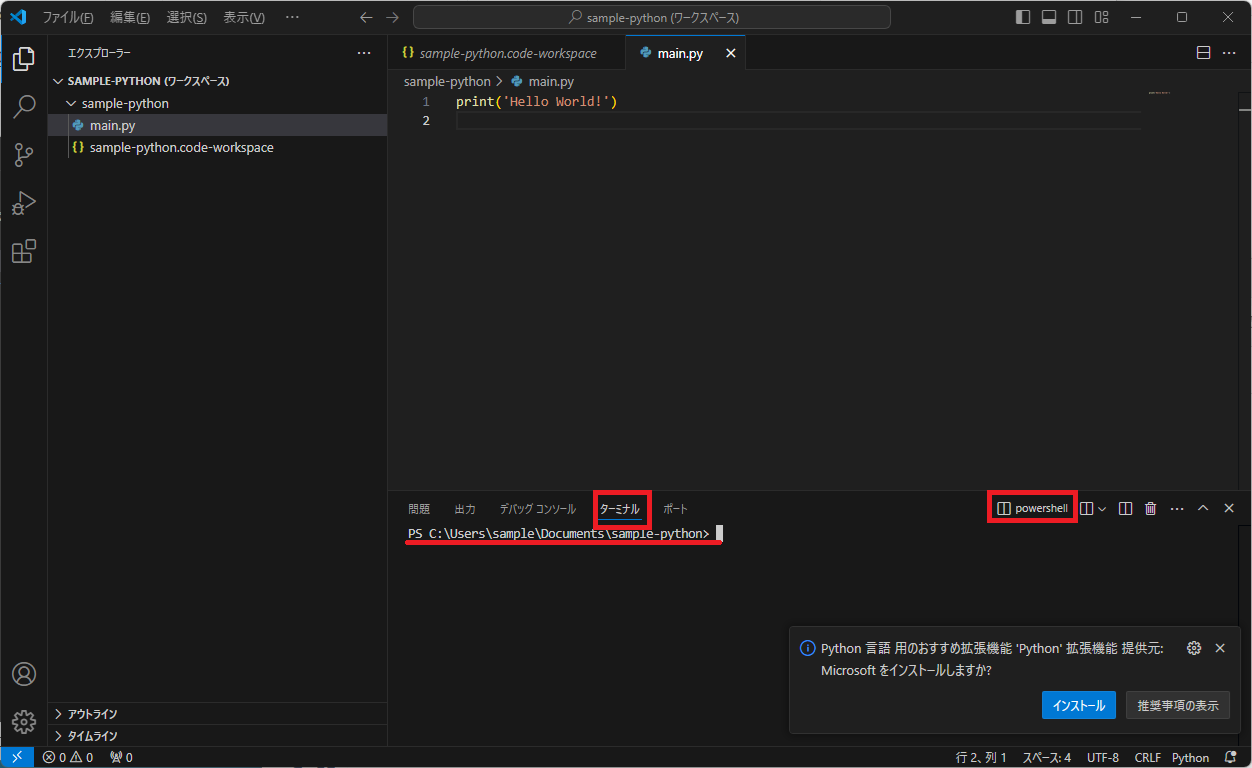 ファイル(F) 編集(E) 選択(S) 表示(V) ··· sample-python (ワークスペース)
エクスプローラー ···
SAMPLE-PYTHON (ワークスペース)
sample-python
main.py
{} sample-python.code-workspace
アウトライン
タイムライン
{} sample-python.code-workspace main.py ···
sample-python > main.py
1 print('Hello World!')
2
問題 出力 デバッグ コンソール ターミナル ポート powershell ···
PS C:\Users\sample\Documents\sample-python>
Python 言語 用のおすすめ拡張機能 'Python' 拡張機能 提供元:
Microsoft をインストールしますか?
インストール 推奨事項の表示
0 0 0 行 2、列 1 スペース: 4 UTF-8 CRLF Python